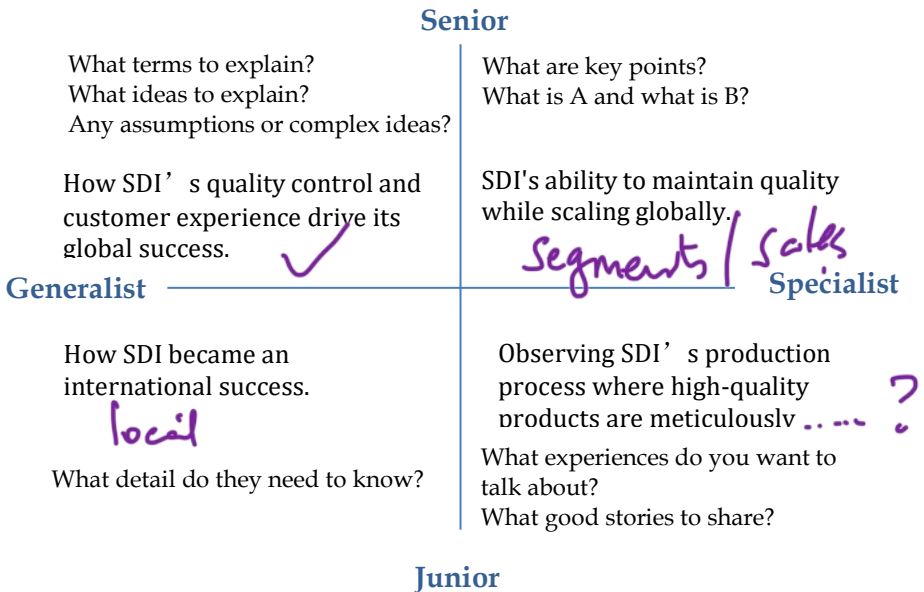 Senior
What terms to explain?
What ideas to explain?
Any assumptions or complex ideas?
What are key points?
What is A and what is B?
How SDI’s quality control and
customer experience drive its
global success.
SDI's ability to maintain quality
while scaling globally.
segments / sales
Generalist
Specialist
How SDI became an
international success.
local
Observing SDI’s production
process where high-quality
products are meticulously ..... ?
What detail do they need to know?
What experiences do you want to
talk about?
What good stories to share?
Junior